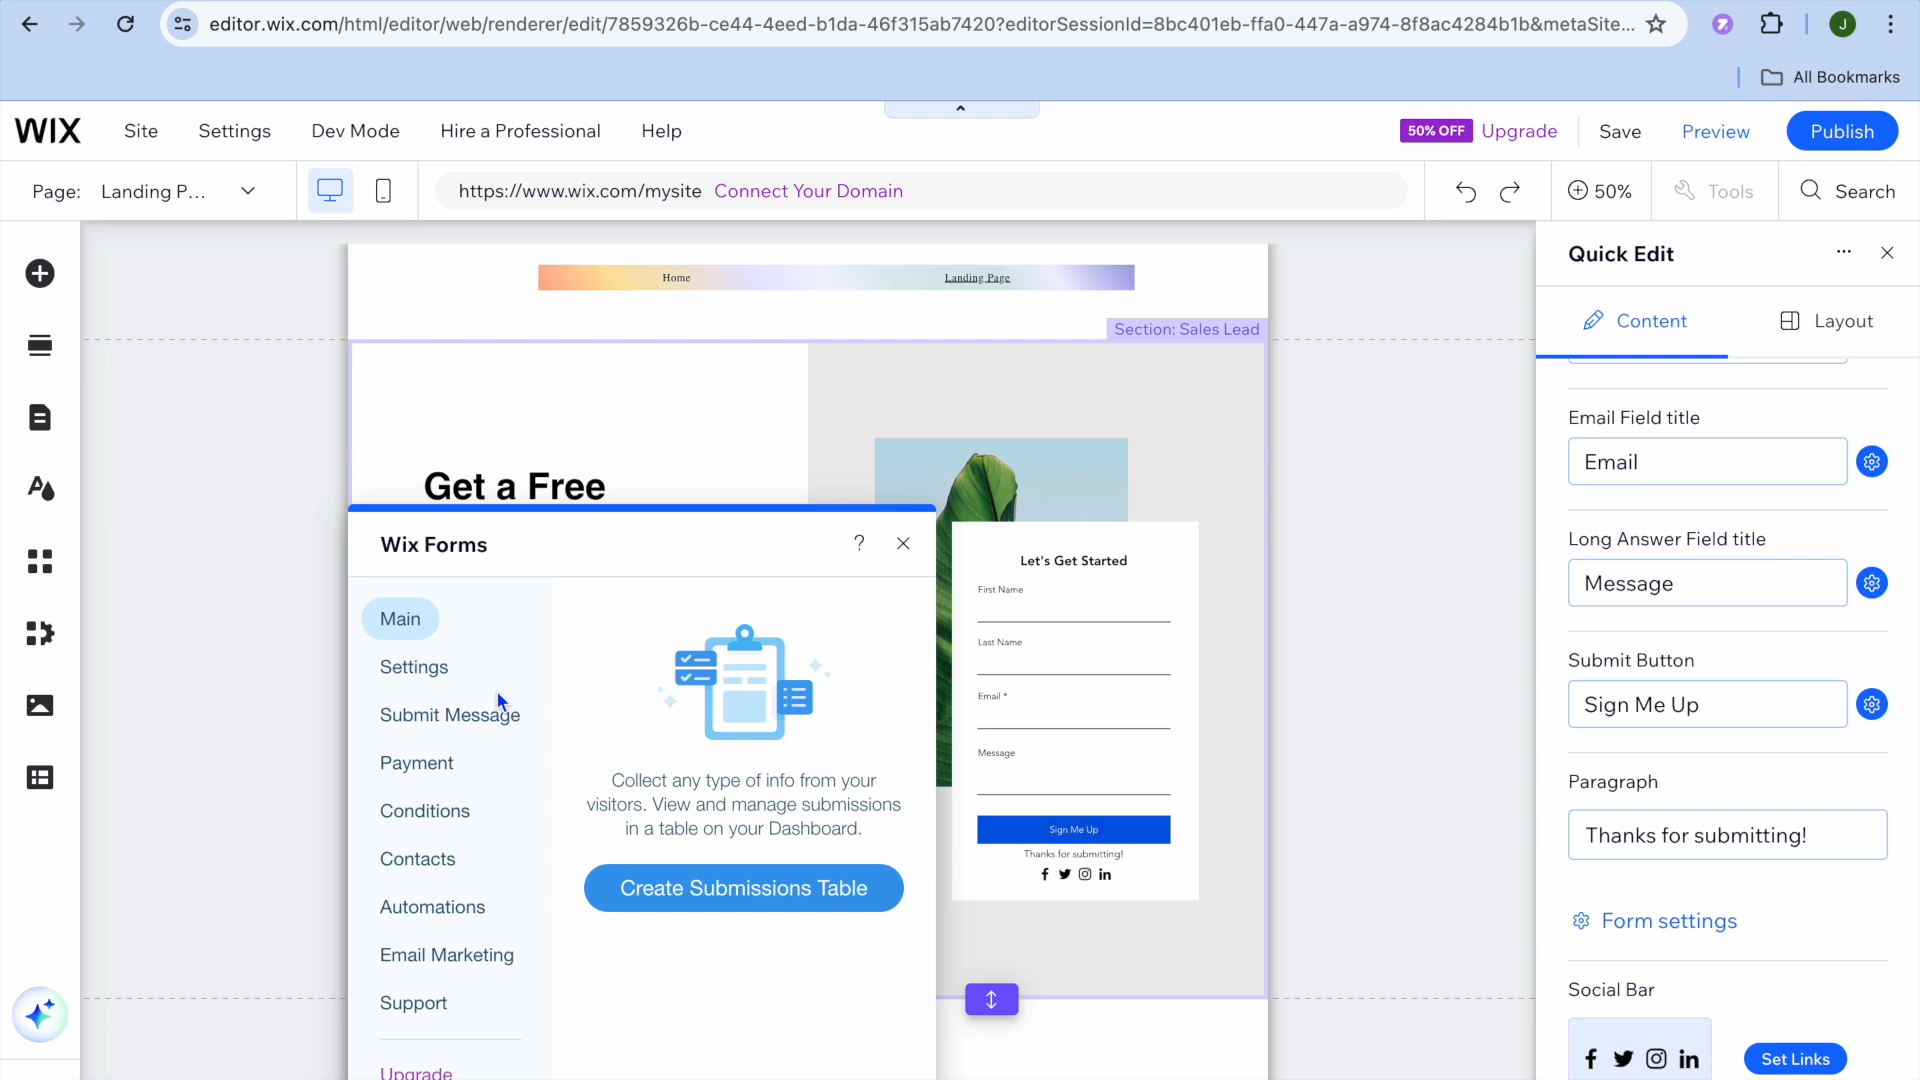 editor.wix.com/html/editor/web/renderer/edit/7859326b-ce44-4eed-b1da-46f315ab7420?editorSessionId=8bc401eb-ffa0-447a-a974-8f8ac4284b1b&metaSite...
J
All Bookmarks
WIX
Site
Settings
Dev Mode
Hire a Professional
Help
50% OFF
Upgrade
Save
Preview
Publish
Page: Landing P...
https://www.wix.com/mysite
Connect Your Domain
50%
Tools
Search
Home
Landing Page
Section: Sales Lead
Get a Free
Wix Forms
?
Main
Settings
Submit Message
Payment
Conditions
Contacts
Automations
Email Marketing
Support
Upgrade
Collect any type of info from your
visitors. View and manage submissions
in a table on your Dashboard.
Create Submissions Table
Let's Get Started
First Name
Last Name
Email *
Message
Sign Me Up
Thanks for submitting!
Quick Edit
Content
Layout
Email Field title
Email
Long Answer Field title
Message
Submit Button
Sign Me Up
Paragraph
Thanks for submitting!
Form settings
Social Bar
Set Links